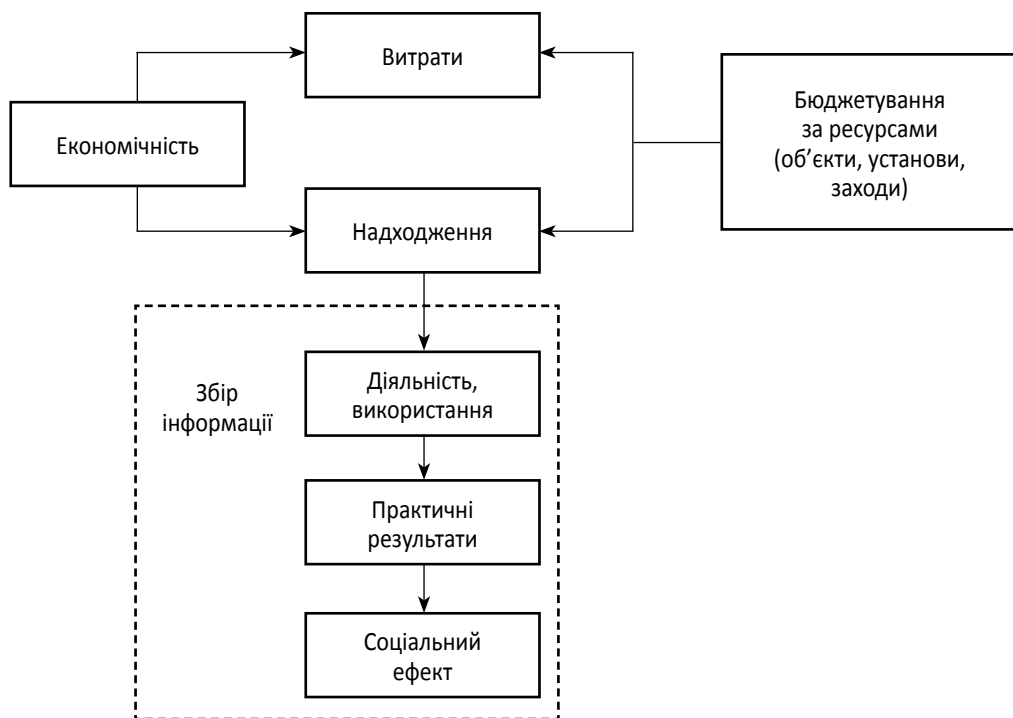 Витрати
Економічність
Бюджетування
за ресурсами
(об’єкти, установи,
заходи)
Надходження
Збір
інформації
Діяльність,
використання
Практичні
результати
Соціальний
ефект